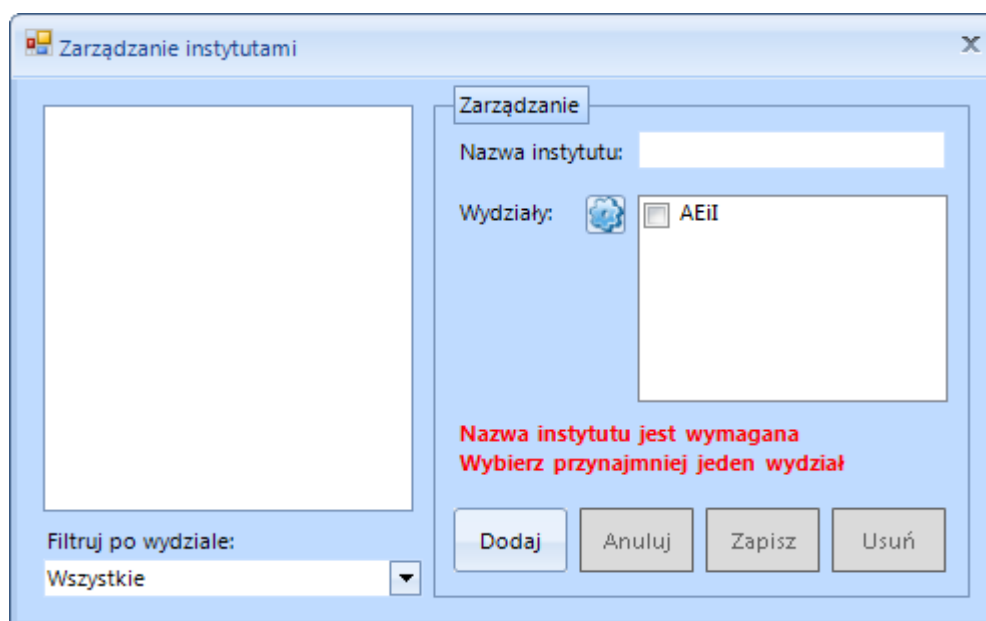 Zarządzanie instytutami
Zarządzanie
Nazwa instytutu:
Wydziały:
AEiI
Nazwa instytutu jest wymagana
Wybierz przynajmniej jeden wydział
Dodaj
Anuluj
Zapisz
Usuń
Filtruj po wydziale:
Wszystkie